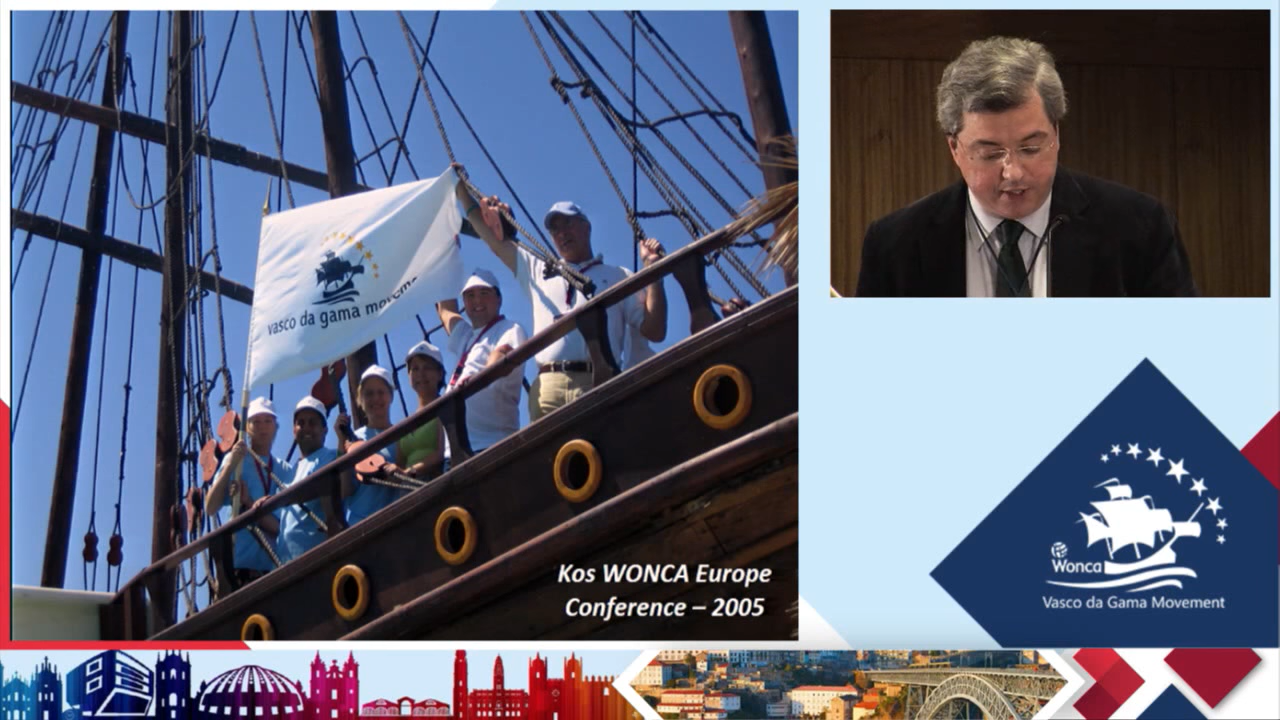 vasco da gama movement
Kos WONCA Europe
Conference – 2005
Wonca
Vasco da Gama Movement